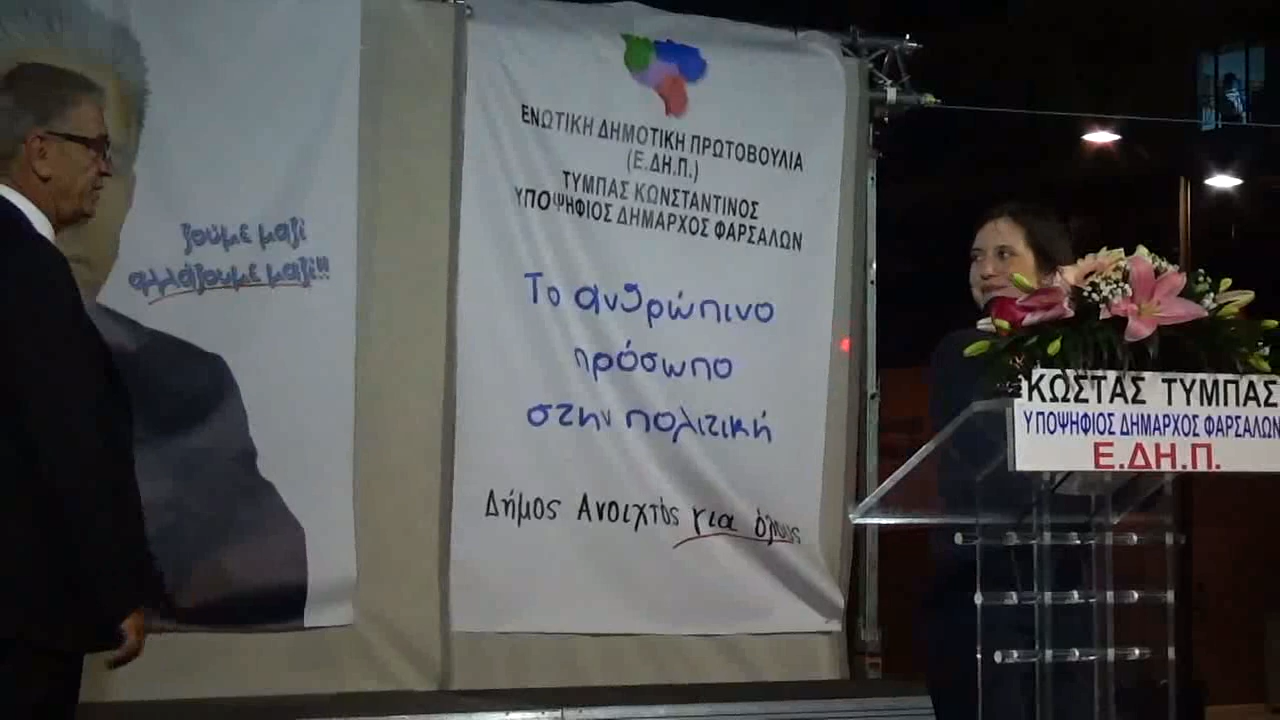 ζούμε μαζί
αλλάζουμε μαζί!!
ΕΝΩΤΙΚΗ ΔΗΜΟΤΙΚΗ ΠΡΩΤΟΒΟΥΛΙΑ
(Ε.ΔΗ.Π.)
ΤΥΜΠΑΣ ΚΩΝΣΤΑΝΤΙΝΟΣ
ΥΠΟΨΗΦΙΟΣ ΔΗΜΑΡΧΟΣ ΦΑΡΣΑΛΩΝ
Το ανθρώπινο
πρόσωπο
στην πολιτική
Δήμος Ανοιχτός για όλους
ΚΩΣΤΑΣ ΤΥΜΠΑΣ
ΥΠΟΨΗΦΙΟΣ ΔΗΜΑΡΧΟΣ ΦΑΡΣΑΛΩΝ
Ε.ΔΗ.Π.